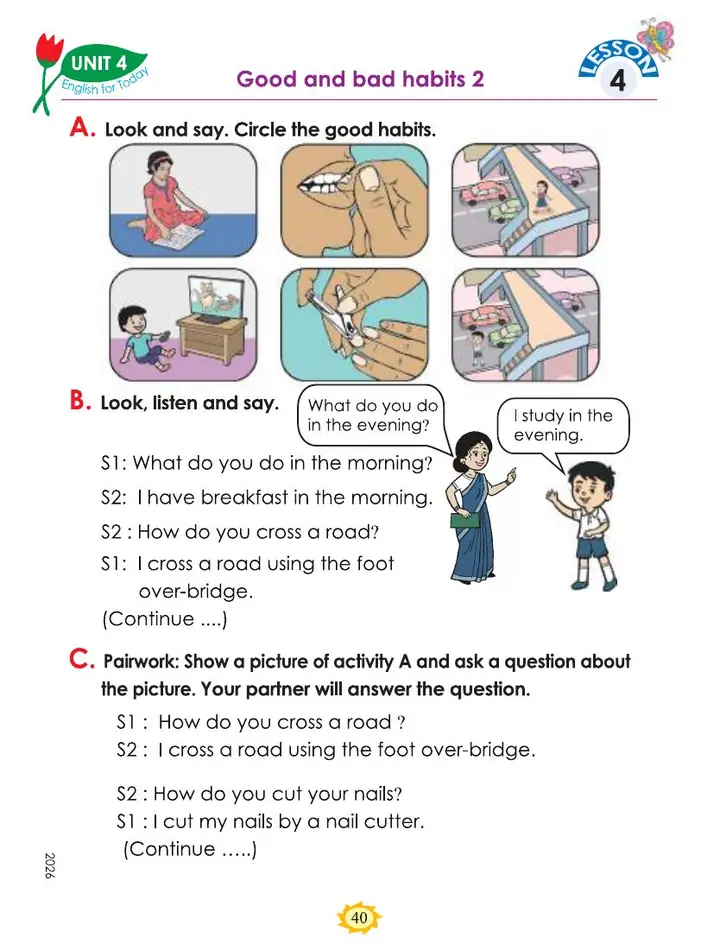 UNIT 4
English for Today
Good and bad habits 2
LESSON
4
A. Look and say. Circle the good habits.
B. Look, listen and say.
What do you do
in the evening?
I study in the
evening.
S1: What do you do in the morning?
S2: I have breakfast in the morning.
S2 : How do you cross a road?
S1: I cross a road using the foot
over-bridge.
(Continue ....)
C. Pairwork: Show a picture of activity A and ask a question about
the picture. Your partner will answer the question.
S1 : How do you cross a road ?
S2 : I cross a road using the foot over-bridge.
S2 : How do you cut your nails?
S1 : I cut my nails by a nail cutter.
(Continue .....)
2026
40